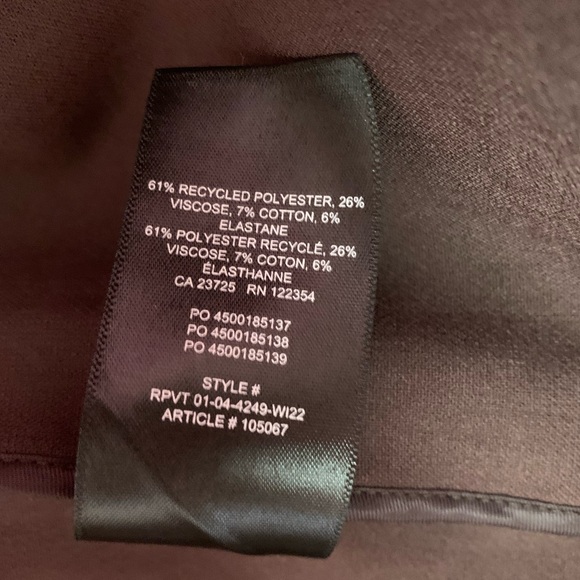 61% RECYCLED POLYESTER, 26%
VISCOSE, 7% COTTON, 6%
ELASTANE
61% POLYESTER RECYCLÉ, 26%
VISCOSE, 7% COTON, 6%
ÉLASTHANNE
CA 23725 RN 122354
PO 4500185137
PO 4500185138
PO 4500185139
STYLE #
RPVT 01-04-4249-WI22
ARTICLE # 105067